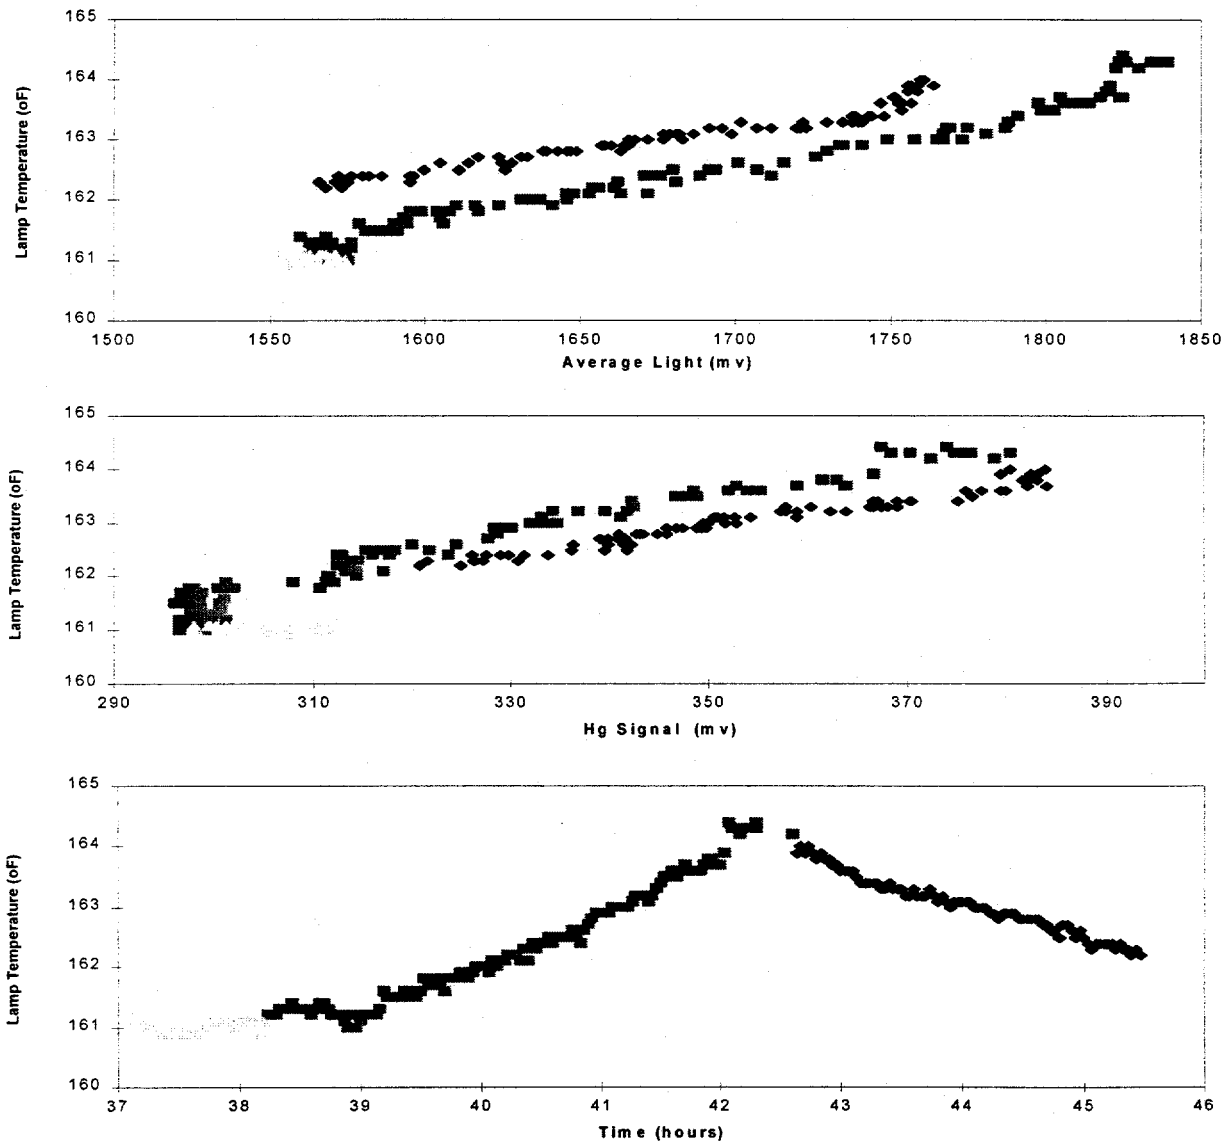 165
164
163
162
161
160
Lamp Temperature (oF)
1500 1550 1600 1650 1700 1750 1800 1850
Average Light (mv)
165
164
163
162
161
160
Lamp Temperature (oF)
290 310 330 350 370 390
Hg Signal (mv)
165
164
163
162
161
160
Lamp Temperature (oF)
37 38 39 40 41 42 43 44 45 46
Time (hours)